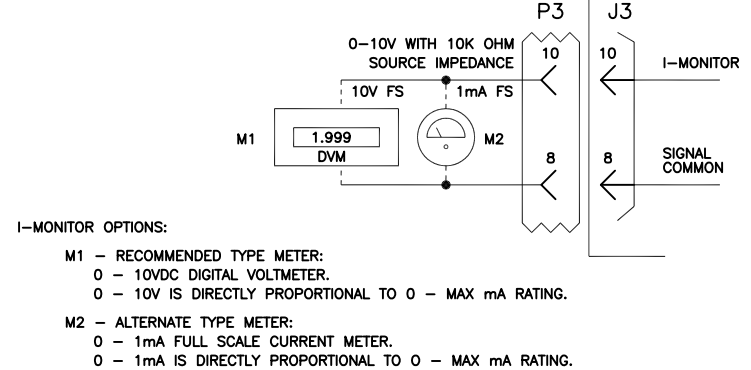 P3 J3
0–10V WITH 10K OHM
SOURCE IMPEDANCE
10 10
I–MONITOR
10V FS 1mA FS
M1 1.999 M2
DVM
8 8
SIGNAL
COMMON
I–MONITOR OPTIONS:
M1 – RECOMMENDED TYPE METER:
0 – 10VDC DIGITAL VOLTMETER.
0 – 10V IS DIRECTLY PROPORTIONAL TO 0 – MAX mA RATING.
M2 – ALTERNATE TYPE METER:
0 – 1mA FULL SCALE CURRENT METER.
0 – 1mA IS DIRECTLY PROPORTIONAL TO 0 – MAX mA RATING.